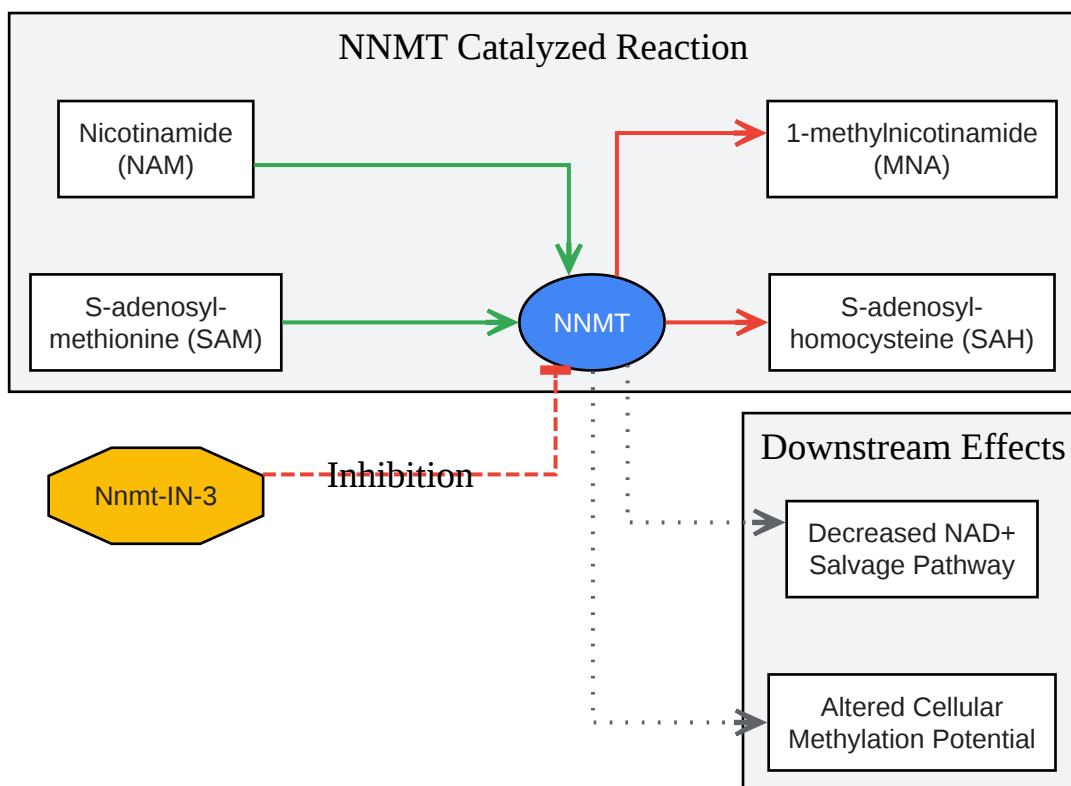 NNMT Catalyzed Reaction
Nicotinamide
(NAM)
1-methylnicotinamide
(MNA)
S-adenosyl-
methionine (SAM)
NNMT
S-adenosyl-
homocysteine (SAH)
Nnmt-IN-3
Inhibition
Downstream Effects
Decreased NAD+
Salvage Pathway
Altered Cellular
Methylation Potential